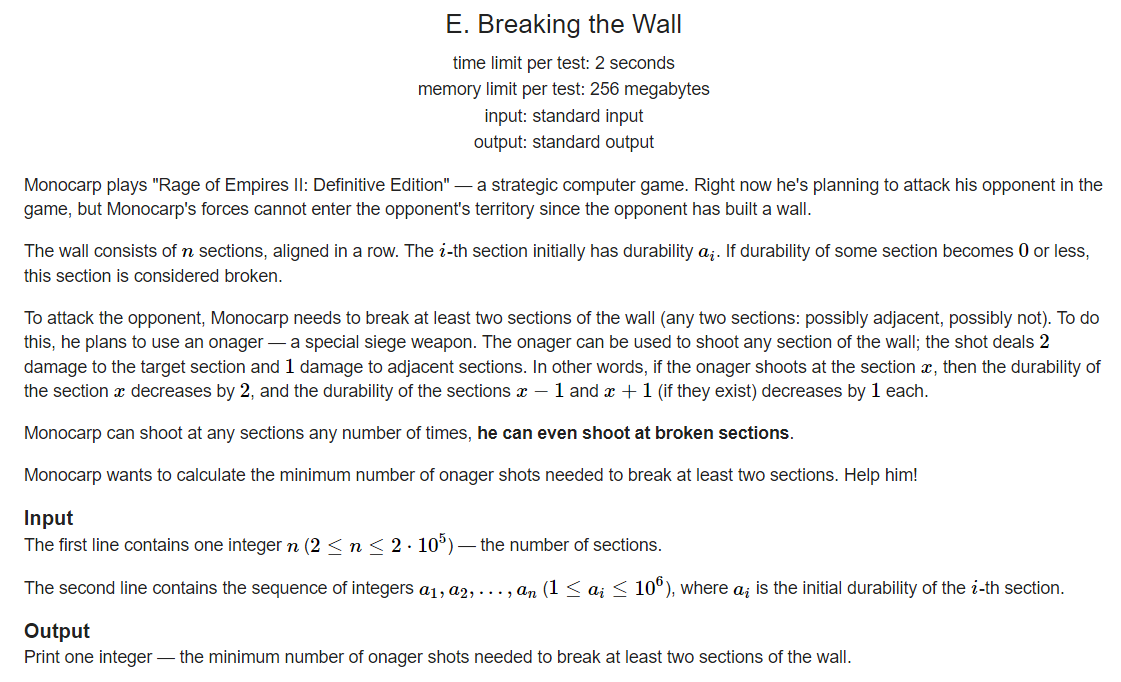 E. Breaking the Wall
time limit per test: 2 seconds
memory limit per test: 256 megabytes
input: standard input
output: standard output
Monocarp plays "Rage of Empires II: Definitive Edition" — a strategic computer game. Right now he's planning to attack his opponent in the
game, but Monocarp's forces cannot enter the opponent's territory since the opponent has built a wall.
The wall consists of n sections, aligned in a row. The i-th section initially has durability a_i. If durability of some section becomes 0 or less,
this section is considered broken.
To attack the opponent, Monocarp needs to break at least two sections of the wall (any two sections: possibly adjacent, possibly not). To do
this, he plans to use an onager — a special siege weapon. The onager can be used to shoot any section of the wall; the shot deals 2
damage to the target section and 1 damage to adjacent sections. In other words, if the onager shoots at the section x, then the durability of
the section x decreases by 2, and the durability of the sections x − 1 and x + 1 (if they exist) decreases by 1 each.
Monocarp can shoot at any sections any number of times, he can even shoot at broken sections.
Monocarp wants to calculate the minimum number of onager shots needed to break at least two sections. Help him!
Input
The first line contains one integer n (2 ≤ n ≤ 2 · 10^5) — the number of sections.
The second line contains the sequence of integers a_1, a_2, …, a_n (1 ≤ a_i ≤ 10^6), where a_i is the initial durability of the i-th section.
Output
Print one integer — the minimum number of onager shots needed to break at least two sections of the wall.